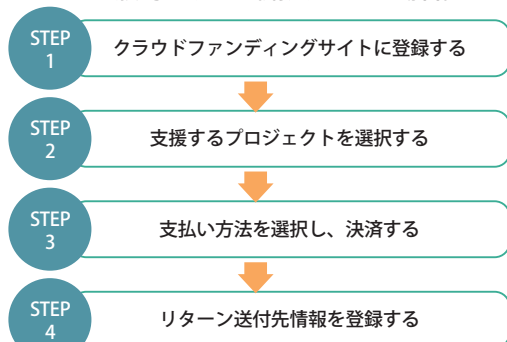 STEP
1
クラウドファンディングサイトに登録する
STEP
2
支援するプロジェクトを選択する
STEP
3
支払い方法を選択し、決済する
STEP
4
リターン送付先情報を登録する